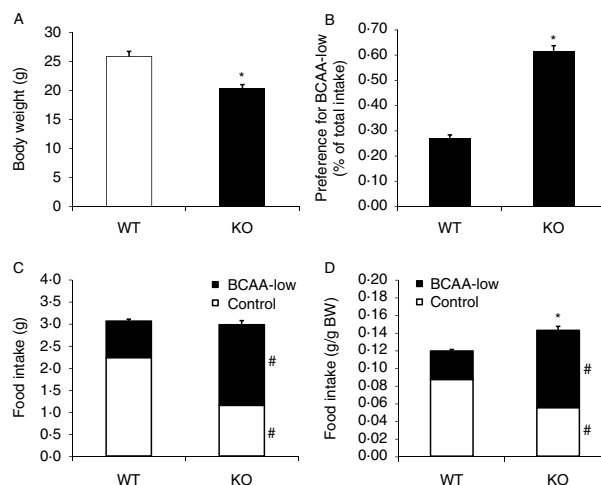 A
Body weight (g)
30
25
20
15
10
5
0
*
WT
KO
B
Preference for BCAA-low
(% of total intake)
0·70
0·60
0·50
0·40
0·30
0·20
0·10
0·00
*
WT
KO
C
Food intake (g)
4·0
3·5
3·0
2·5
2·0
1·5
1·0
0·5
0·0
BCAA-low
Control
#
#
WT
KO
D
Food intake (g/g BW)
0·20
0·18
0·16
0·14
0·12
0·10
0·08
0·06
0·04
0·02
0·00
BCAA-low
Control
*
#
#
WT
KO